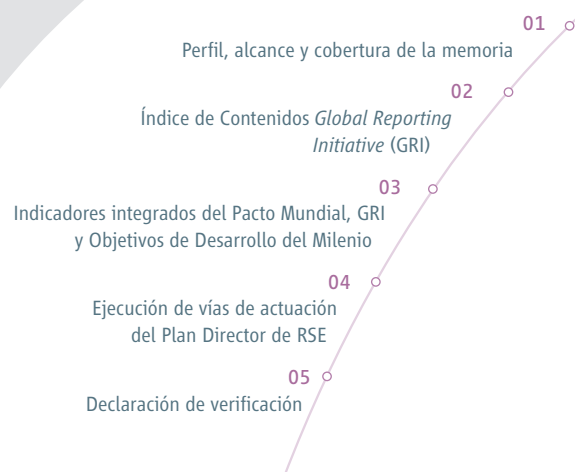 01
Perfil, alcance y cobertura de la memoria
02
Índice de Contenidos Global Reporting
Initiative (GRI)
03
Indicadores integrados del Pacto Mundial, GRI
y Objetivos de Desarrollo del Milenio
04
Ejecución de vías de actuación
del Plan Director de RSE
05
Declaración de verificación